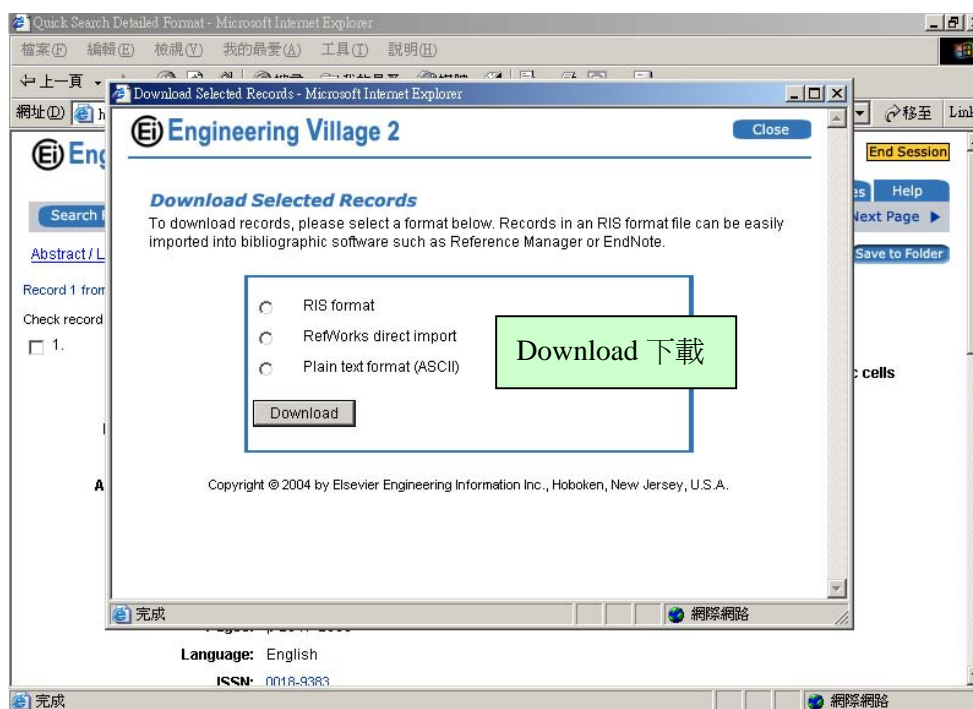 Quick Search Detailed Format - Microsoft Internet Explorer
檔案(F) 編輯(E) 檢視(V) 我的最愛(A) 工具(T) 說明(H)
上一頁
網址(D)
移至 Link
Download Selected Records - Microsoft Internet Explorer
Ei Engineering Village 2
Close
Ei Eng
End Session
Help
Search
Next Page
Download Selected Records
To download records, please select a format below. Records in an RIS format file can be easily
imported into bibliographic software such as Reference Manager or EndNote.
Abstract / L
Save to Folder
Record 1 from
Check record
1.
RIS format
RefWorks direct import
Plain text format (ASCII)
Download
Download 下載
cells
Copyright © 2004 by Elsevier Engineering Information Inc., Hoboken, New Jersey, U.S.A.
完成
網際網路
Language: English
ISSN: 0018-9383
完成
網際網路